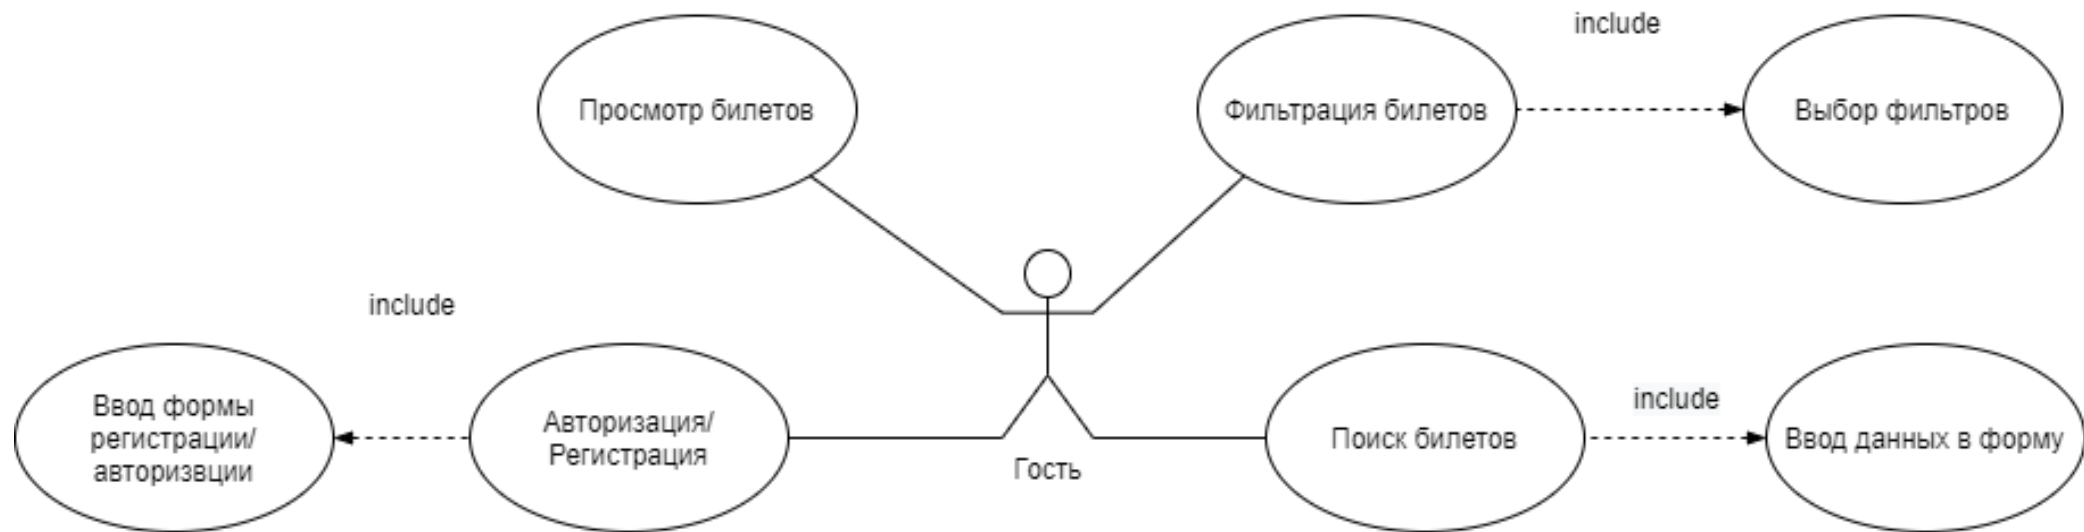 include
Просмотр билетов
Фильтрация билетов
Выбор фильтров
include
Ввод формы
регистрации/
авторизвции
Авторизация/
Регистрация
Гость
Поиск билетов
include
Ввод данных в форму